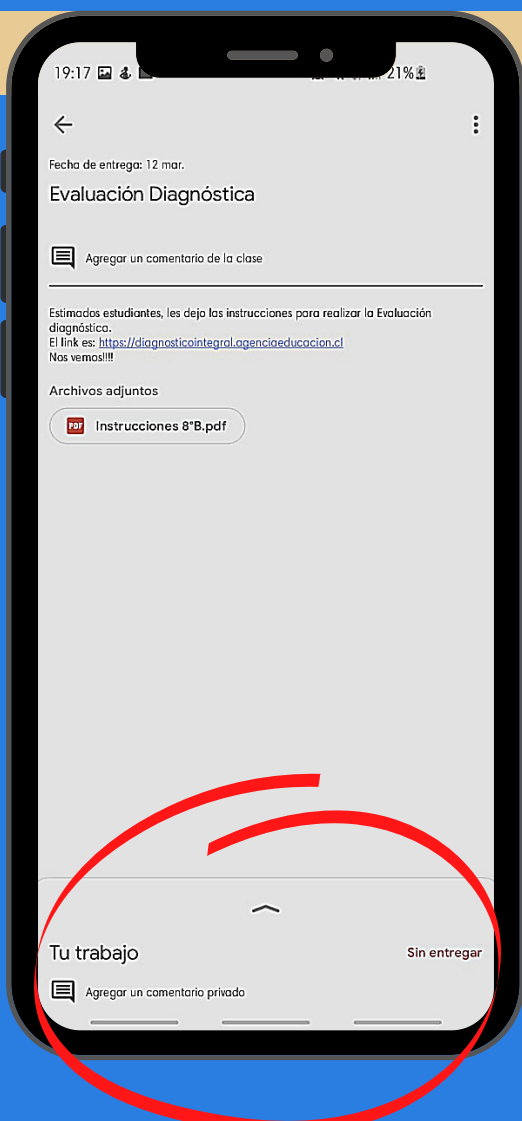 19:17 21%
Fecha de entrega: 12 mar.
Evaluación Diagnóstica
Agregar un comentario de la clase
Estimados estudiantes, les dejo las instrucciones para realizar la Evaluación
diagnóstica.
El link es: https://diagnosticointegral.agenciaeducacion.cl
Nos vemos!!!!
Archivos adjuntos
PDF Instrucciones 8°B.pdf
Tu trabajo Sin entregar
Agregar un comentario privado